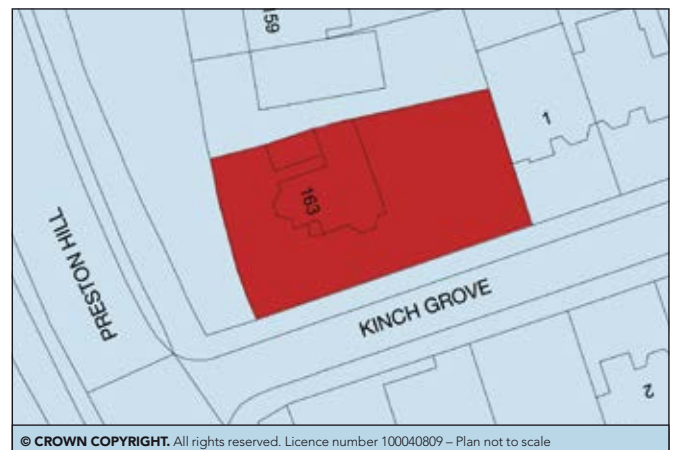 159
1
163
PRESTON HILL
KINCH GROVE
2
© CROWN COPYRIGHT. All rights reserved. Licence number 100040809 – Plan not to scale